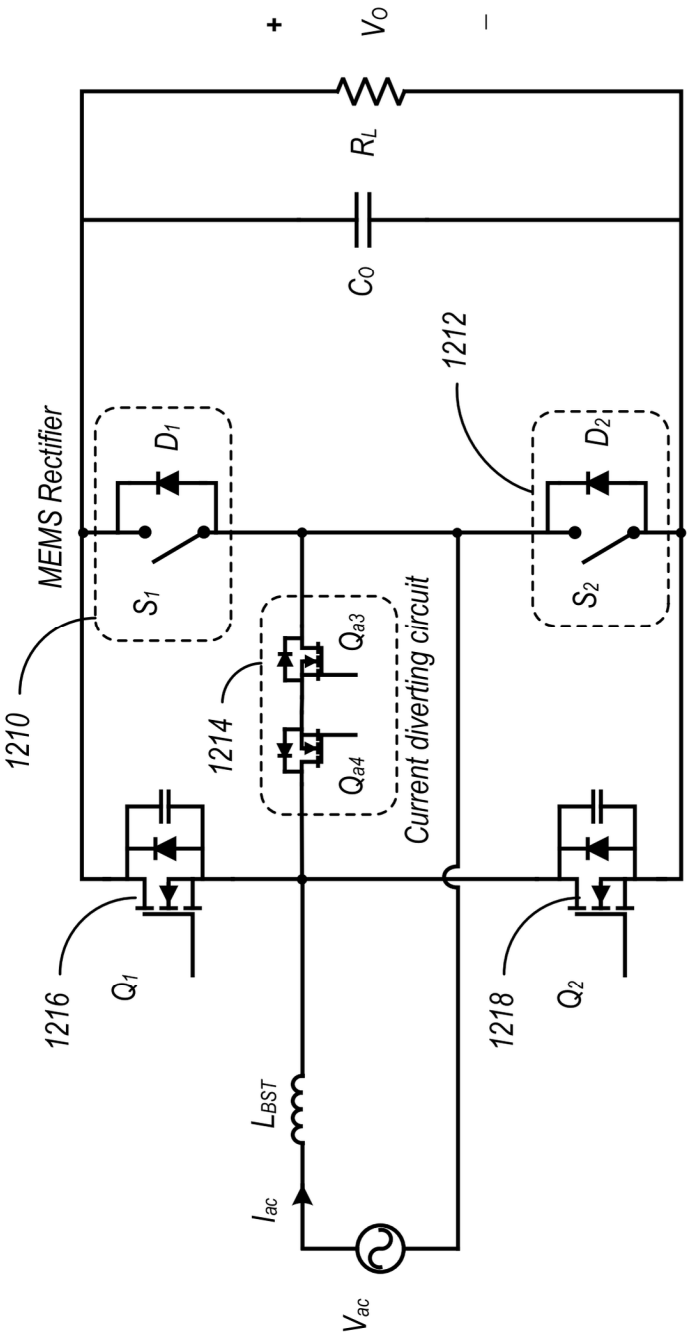 MEMS Rectifier
1210
1216
Q1
S1
D1
1214
Qa4
Qa3
Current diverting circuit
Iac
LBST
Vac
1218
Q2
S2
D2
1212
CO
RL
+
VO
−